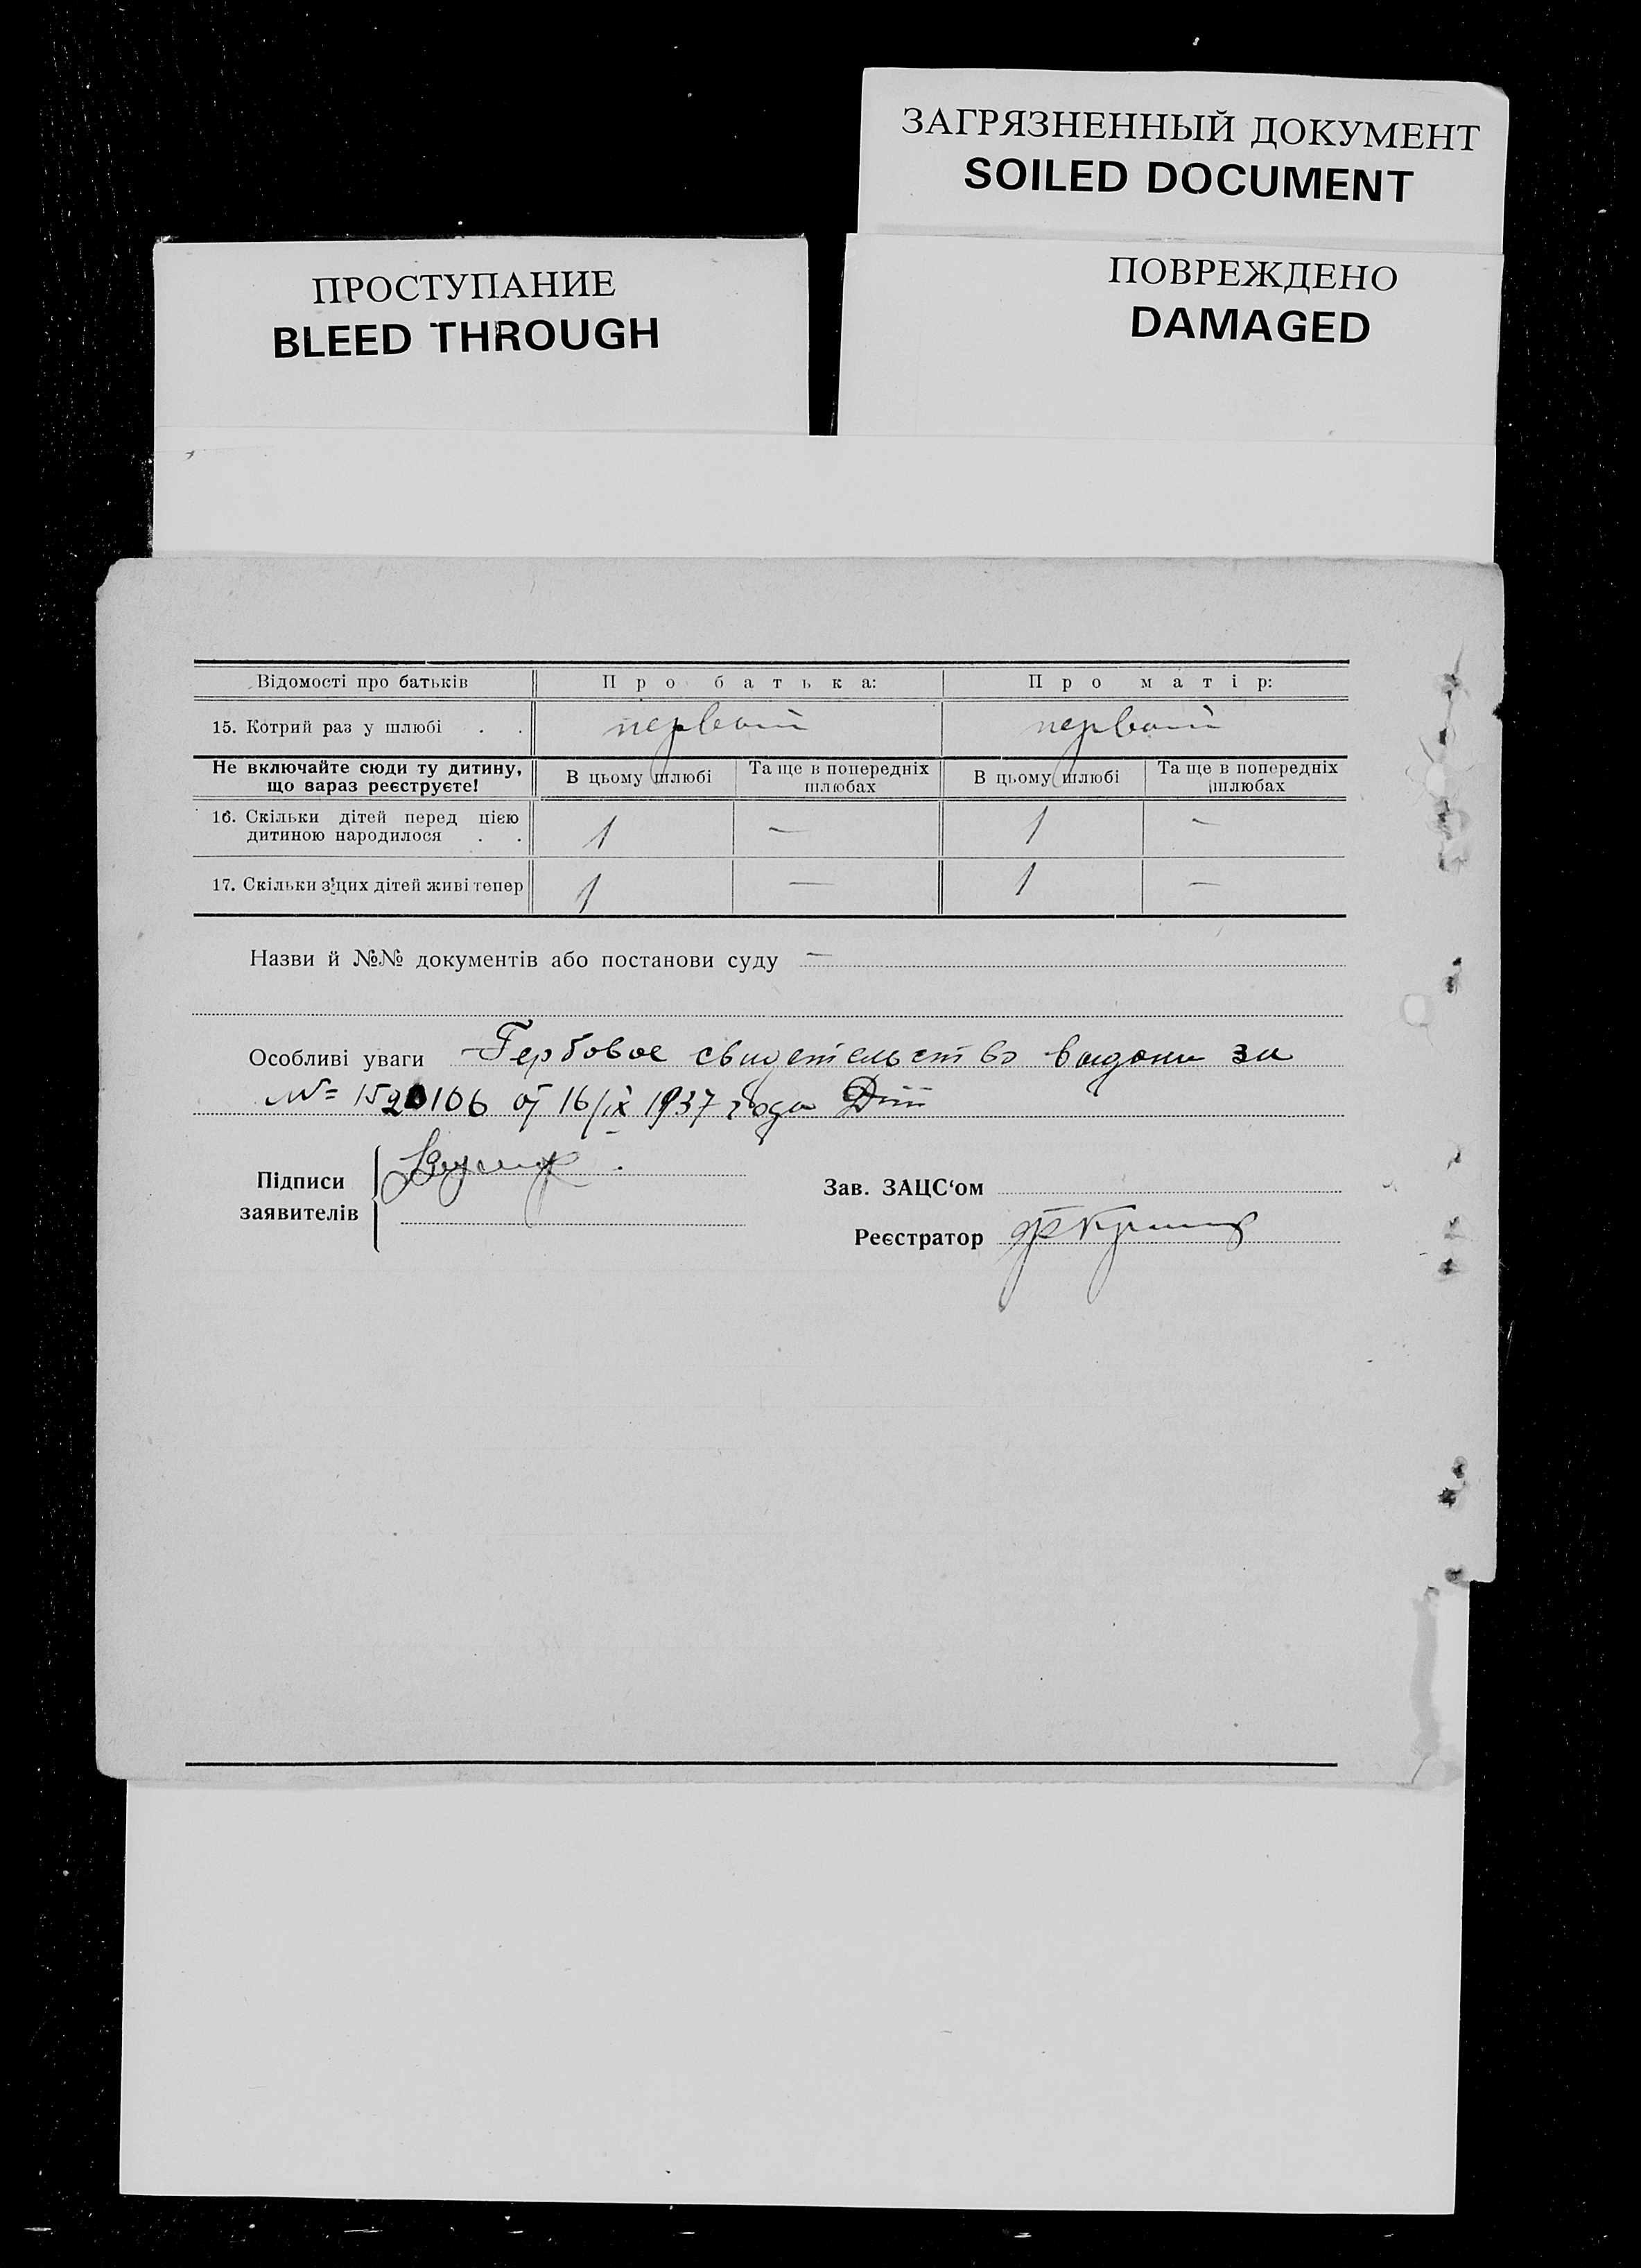 ЗАГРЯЗНЕННЫЙ ДОКУМЕНТ
SOILED DOCUMENT
ПРОСТУПАНИЕ
BLEED THROUGH
ПОВРЕЖДЕНО
DAMAGED
Відомості про батьків Про батька: Про матір:
15. Котрий раз у шлюбі . . первый первый
Не включайте сюди ту дитину,
що зараз реєструєте!
В цьому шлюбі
Та ще в попередніх
шлюбах
В цьому шлюбі
Та ще в попередніх
шлюбах
16. Скільки дітей перед цією
дитиною народилося . . 1 — 1 —
17. Скільки з цих дітей живі тепер 1 — 1 —
Назви й №№ документів або постанови суду —
Особливі уваги Гербовое свидетельство выдони за
№ 1520106 от 16/IX 1937 года
Підписи
заявителів
Зав. ЗАЦС'ом
Реєстратор